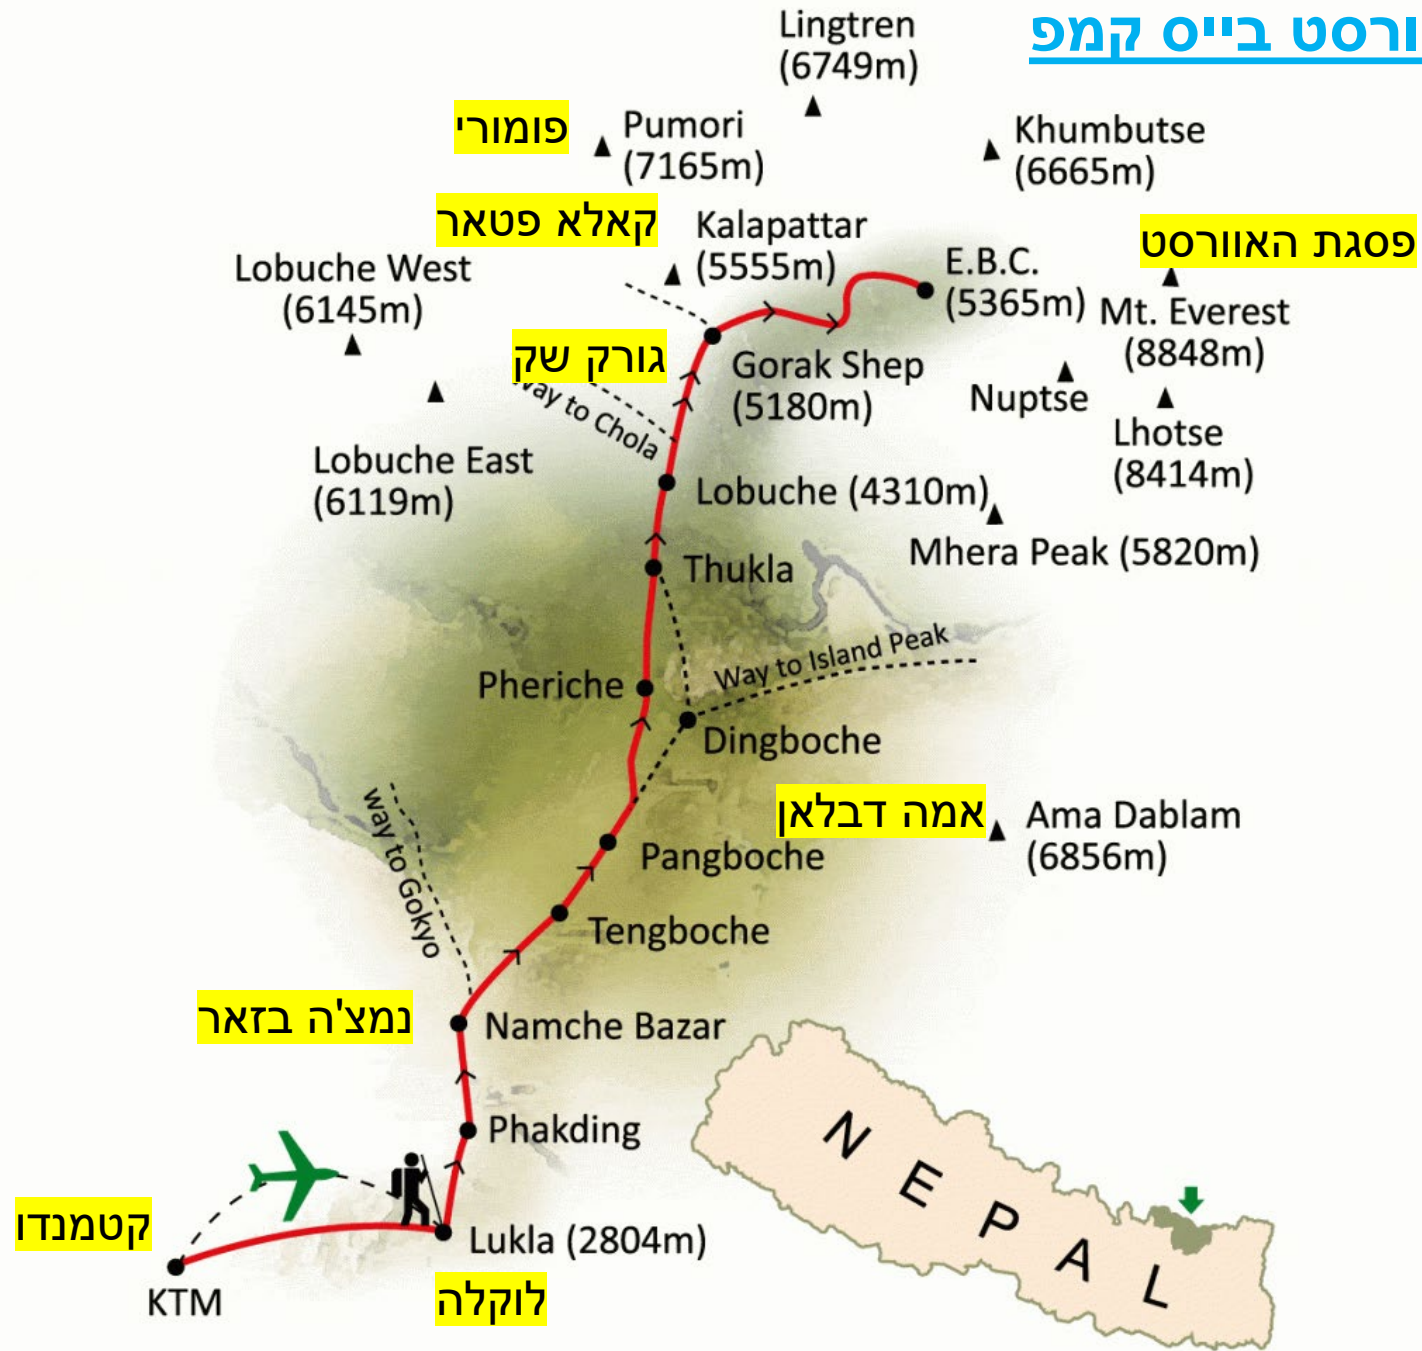 ורסט בייס קמפ
Lingtren
(6749m)
פומורי
Pumori
(7165m)
Khumbutse
(6665m)
קאלא פטאר
Kalapattar
(5555m)
פסגת האוורסט
Lobuche West
(6145m)
E.B.C.
(5365m)
Mt. Everest
(8848m)
גורק שק
Gorak Shep
(5180m)
Nuptse
way to Chola
Lhotse
(8414m)
Lobuche East
(6119m)
Lobuche (4310m)
Mhera Peak (5820m)
Thukla
Way to Island Peak
Pheriche
Dingboche
אמה דבלאן
Ama Dablam
(6856m)
way to Gokyo
Pangboche
Tengboche
נמצ'ה בזאר
Namche Bazar
Phakding
NEPAL
קטמנדו
Lukla (2804m)
KTM
לוקלה